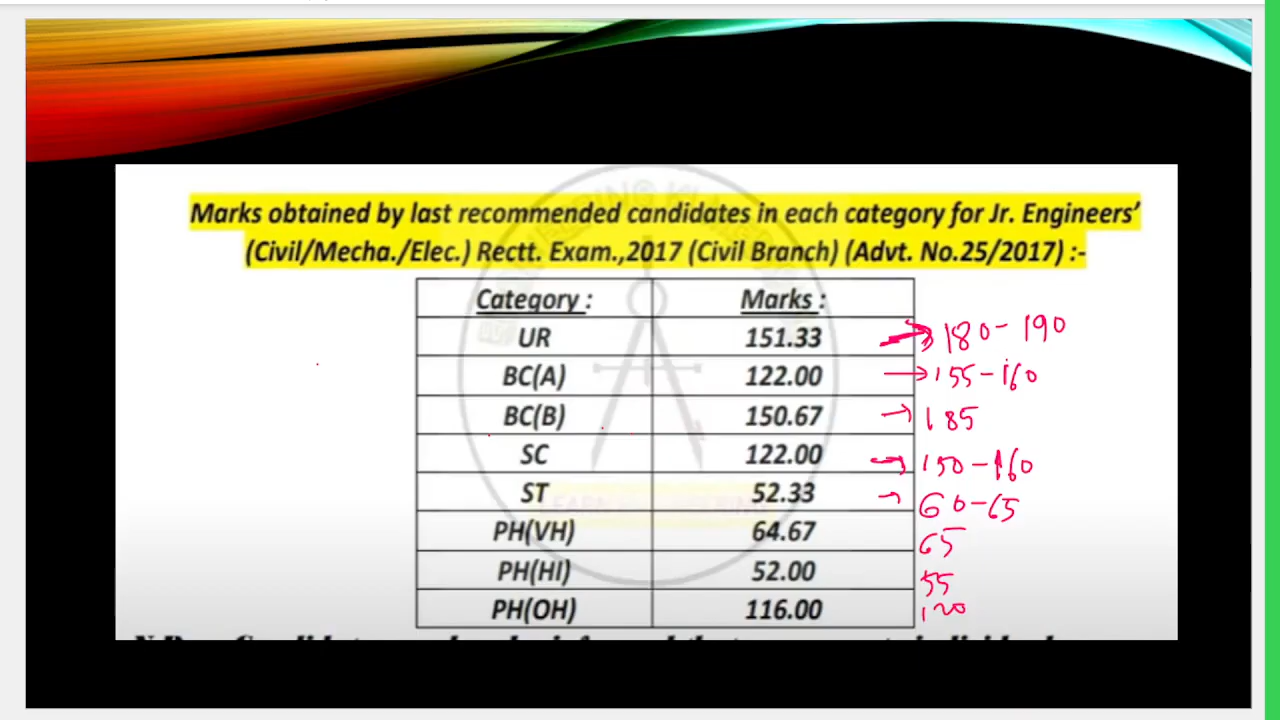 Marks obtained by last recommended candidates in each category for Jr. Engineers'
(Civil/Mecha./Elec.) Rectt. Exam.,2017 (Civil Branch) (Advt. No.25/2017) :-
Category : Marks :
UR 151.33 180-190
BC(A) 122.00 155-160
BC(B) 150.67 185
SC 122.00 150-160
ST 52.33 60-65
PH(VH) 64.67 65
PH(HI) 52.00 55
PH(OH) 116.00 120